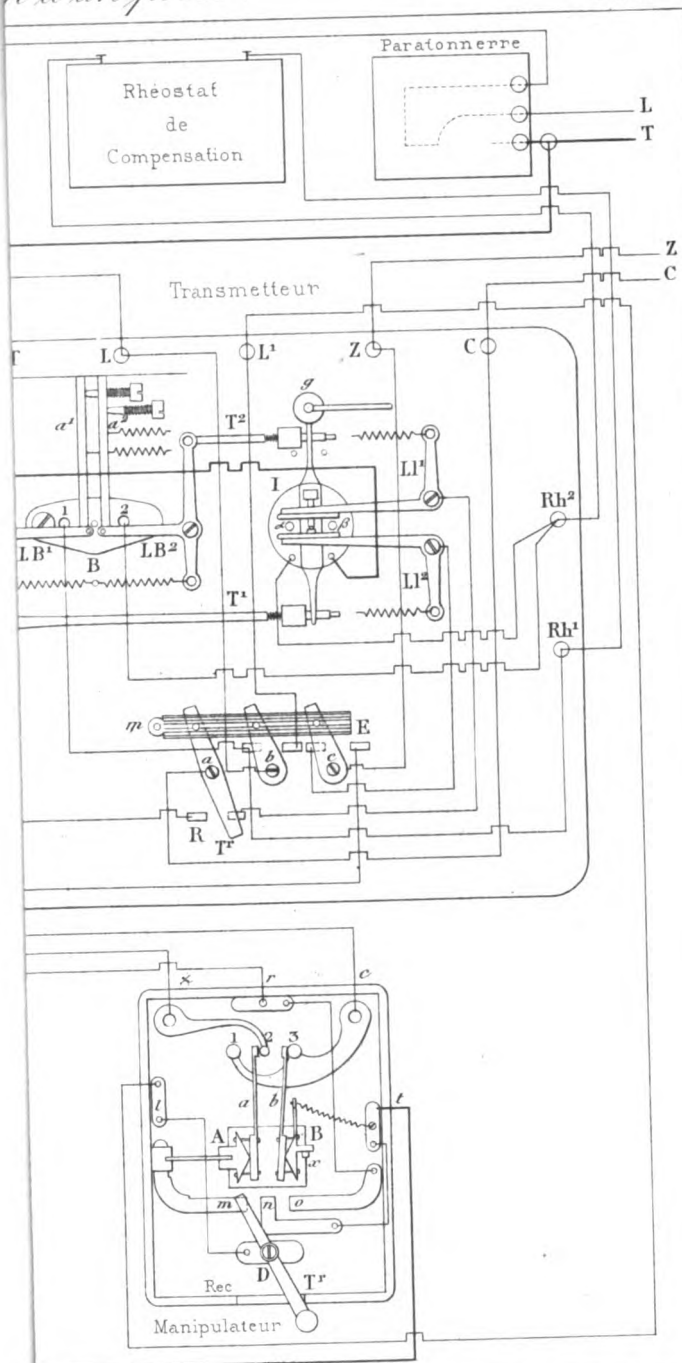 Paratonnerre
Rhéostat
de
Compensation
L
T
Z
C
Transmetteur
T L L¹ Z C
g
a¹ a
T²
Ll¹
I
1 2
α β
Rh²
LB¹ B LB²
Ll²
T¹
Rh¹
m E
a b c
R
Tʳ
r c
1 2 3
l a b t
A B
x
m n o
D
Rec Tʳ
Manipulateur